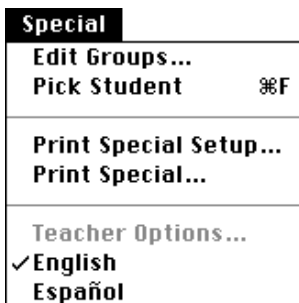 Special
Edit Groups...
Pick Student ⌘F
Print Special Setup...
Print Special...
Teacher Options...
✓English
Español